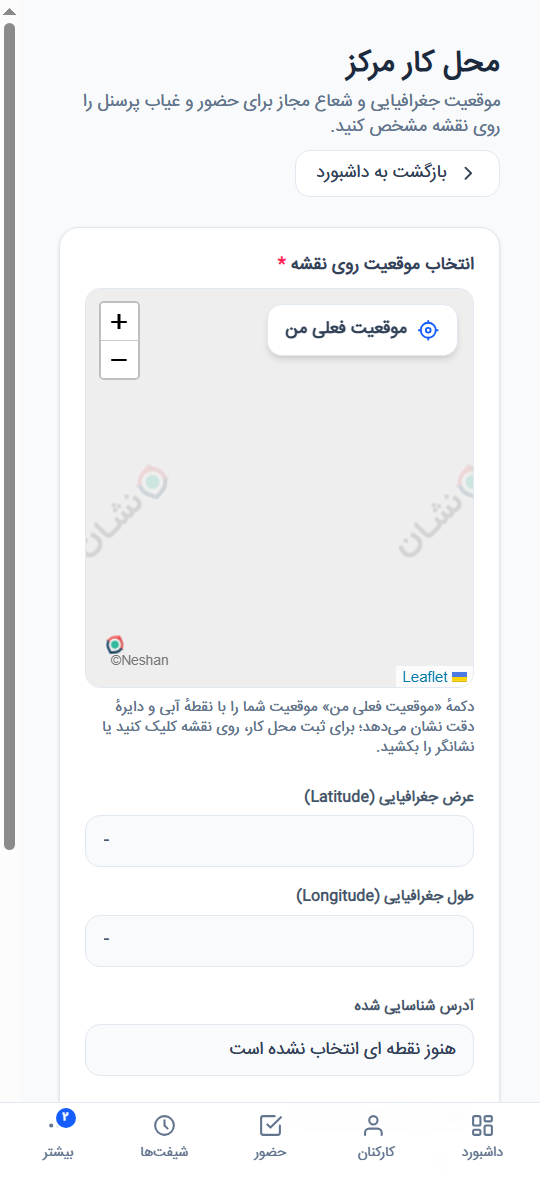 محل کار مرکز
موقعیت جغرافیایی و شعاع مجاز برای حضور و غیاب پرسنل را
روی نقشه مشخص کنید.
بازگشت به داشبورد
انتخاب موقعیت روی نقشه *
+
موقعیت فعلی من
−
نشان
نشان
©Neshan
Leaflet
دکمهٔ «موقعیت فعلی من» موقعیت شما را با نقطهٔ آبی و دایرهٔ
دقت نشان می‌دهد؛ برای ثبت محل کار، روی نقشه کلیک کنید یا
نشانگر را بکشید.
عرض جغرافیایی (Latitude)
-
طول جغرافیایی (Longitude)
-
آدرس شناسایی شده
هنوز نقطه ای انتخاب نشده است
داشبورد
کارکنان
حضور
شیفت‌ها
۲
بیشتر